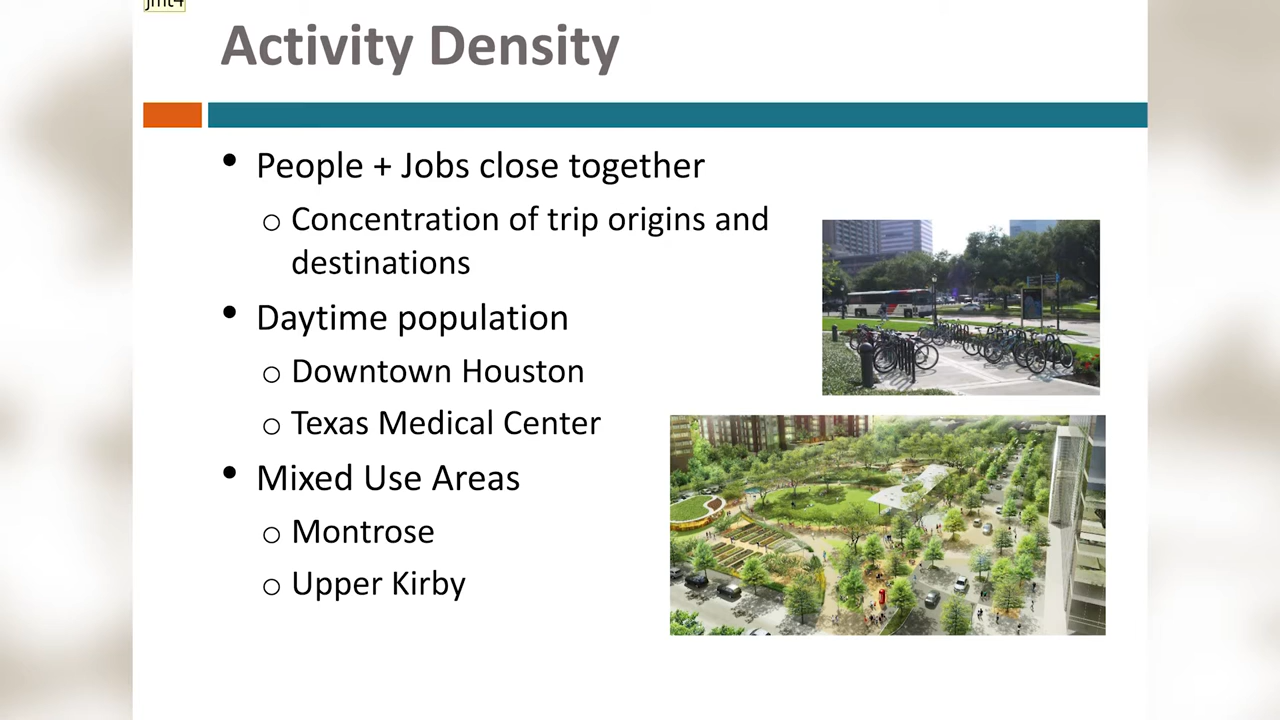 Activity Density
• People + Jobs close together
o Concentration of trip origins and
destinations
• Daytime population
o Downtown Houston
o Texas Medical Center
• Mixed Use Areas
o Montrose
o Upper Kirby